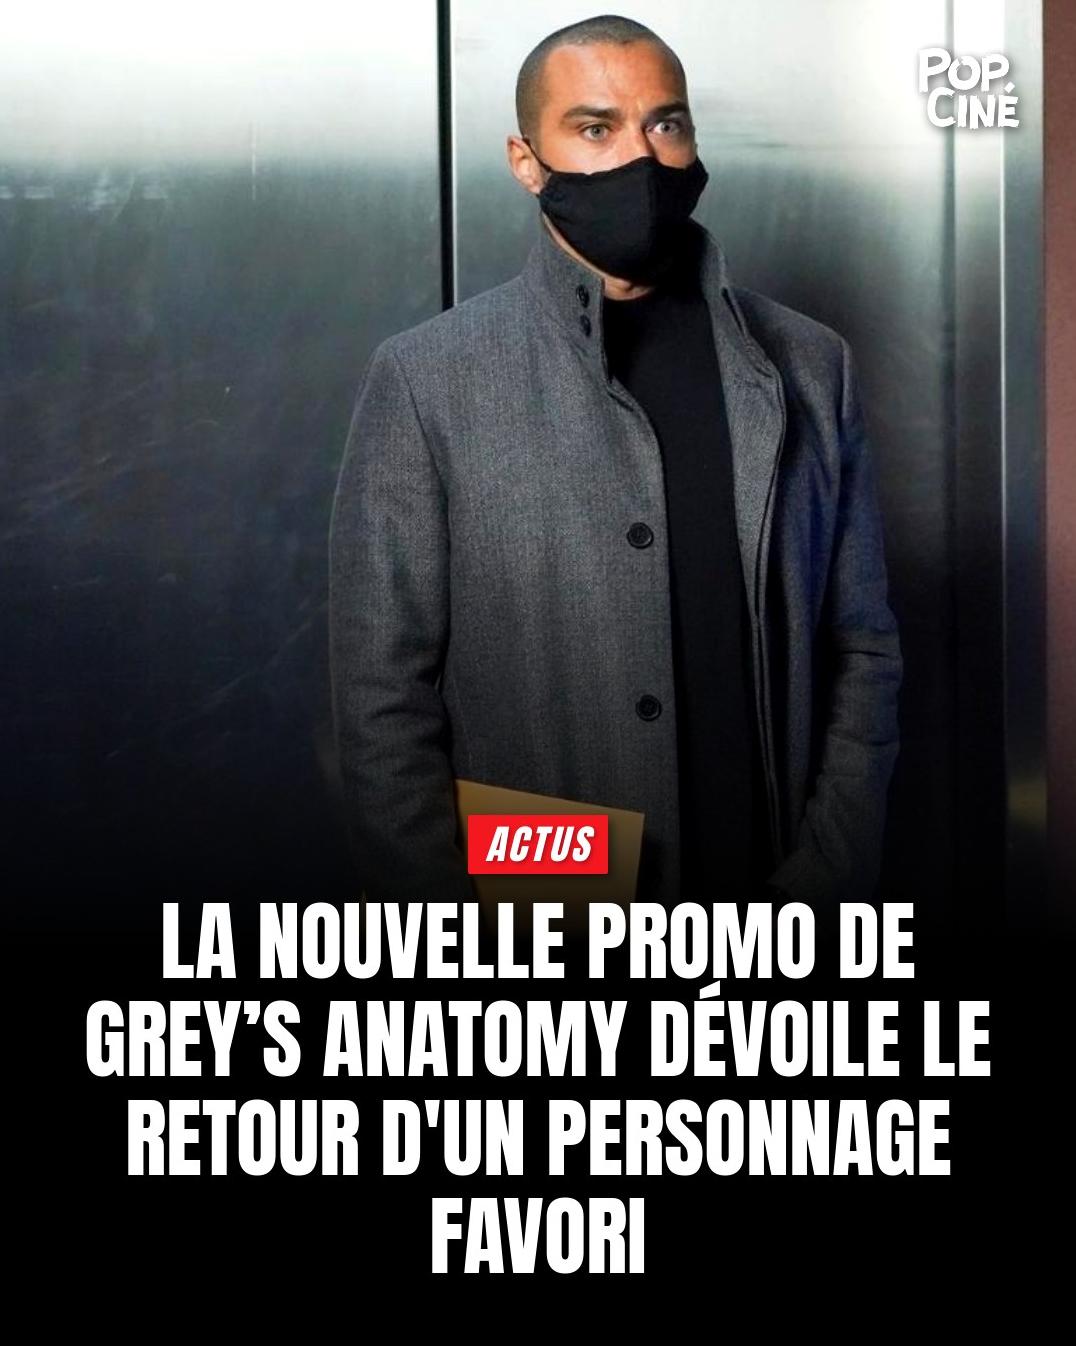 POP.
CINÉ
ACTUS
LA NOUVELLE PROMO DE
GREY’S ANATOMY DÉVOILE LE
RETOUR D'UN PERSONNAGE
FAVORI